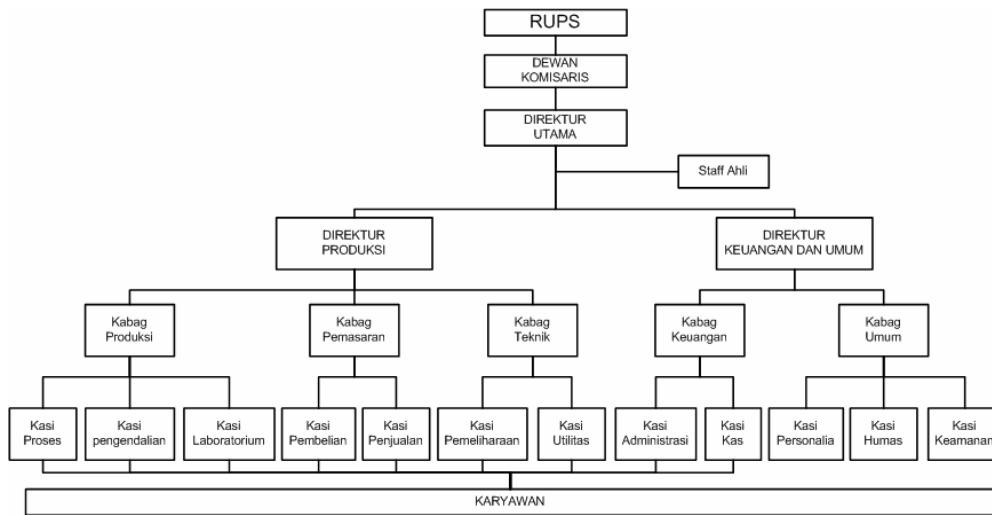 RUPS
DEWAN
KOMISARIS
DIREKTUR
UTAMA
Staff Ahli
DIREKTUR
PRODUKSI
DIREKTUR
KEUANGAN DAN UMUM
Kabag
Produksi
Kabag
Pemasaran
Kabag
Teknik
Kabag
Keuangan
Kabag
Umum
Kasi
Proses
Kasi
pengendalian
Kasi
Laboratorium
Kasi
Pembelian
Kasi
Penjualan
Kasi
Pemeliharaan
Kasi
Utilitas
Kasi
Administrasi
Kasi
Kas
Kasi
Personalia
Kasi
Humas
Kasi
Keamanan
KARYAWAN